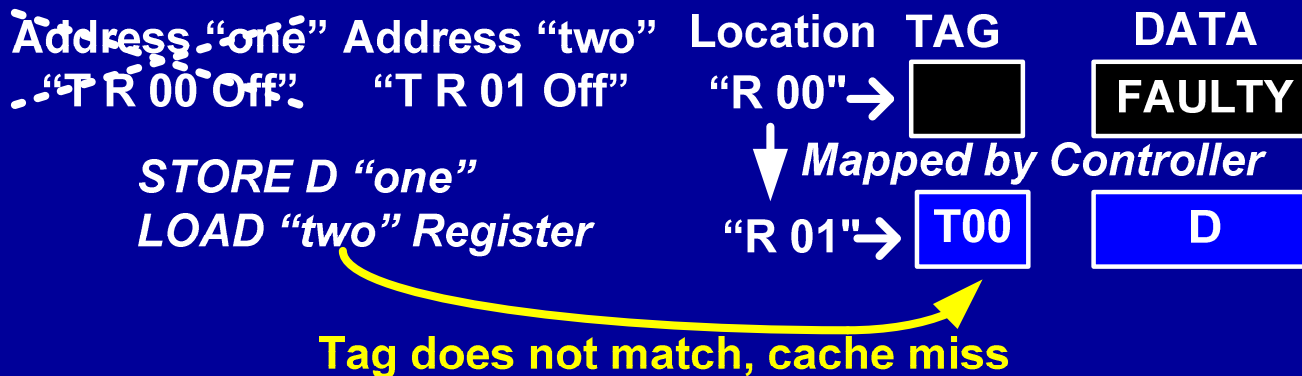 Address “one” Address “two” Location TAG DATA
“T R 00 Off” “T R 01 Off” “R 00" FAULTY
Mapped by Controller
STORE D “one”
LOAD “two” Register “R 01" T00 D
Tag does not match, cache miss